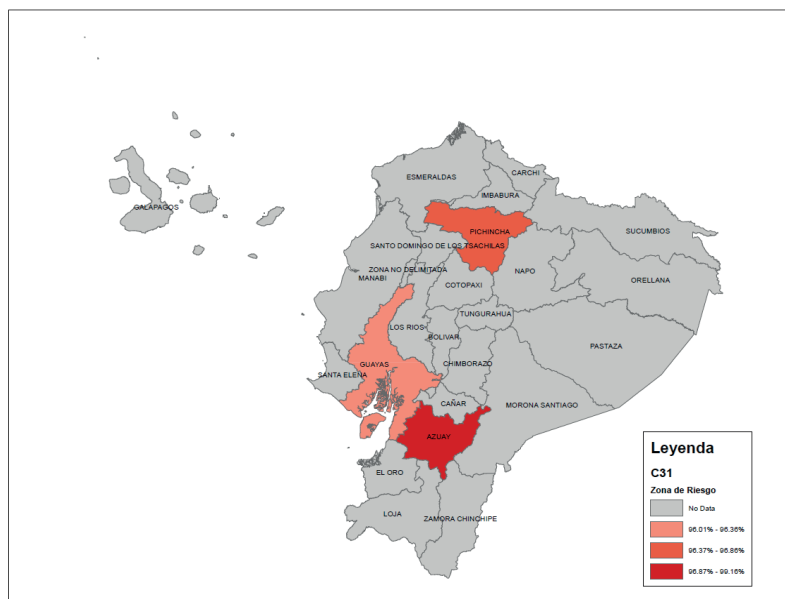 CARCHI
ESMERALDAS
IMBABURA
GALAPAGOS
PICHINCHA
SUCUMBIOS
SANTO DOMINGO DE LOS TSACHILAS
ZONA NO DELIMITADA
NAPO
MANABI
ORELLANA
COTOPAXI
TUNGURAHUA
LOS RIOS
BOLIVAR
PASTAZA
CHIMBORAZO
GUAYAS
SANTA ELENA
CAÑAR
MORONA SANTIAGO
AZUAY
EL ORO
LOJA
ZAMORA CHINCHIPE
Leyenda
C31
Zona de Riesgo
No Data
96.01% - 96.36%
96.37% - 96.86%
96.87% - 99.16%